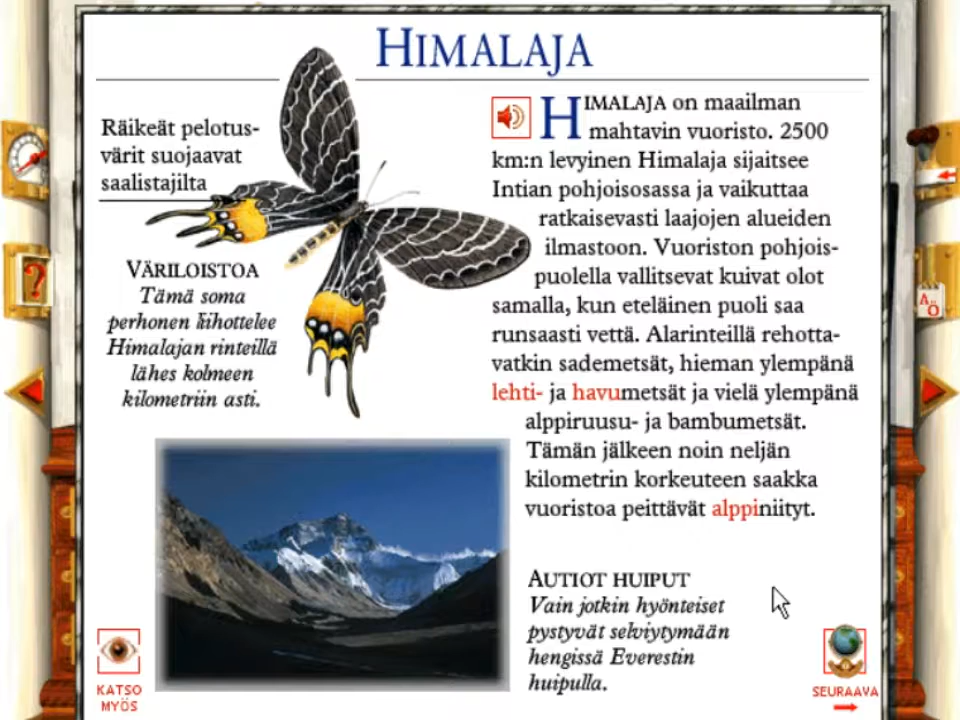 HIMALAJA
Räikeät pelotus-
värit suojaavat
saalistajilta
VÄRILOISTOA
Tämä soma
perhonen liihottelee
Himalajan rinteillä
lähes kolmeen
kilometriin asti.
HIMALAJA on maailman
mahtavin vuoristo. 2500
km:n levyinen Himalaja sijaitsee
Intian pohjoisosassa ja vaikuttaa
ratkaisevasti laajojen alueiden
ilmastoon. Vuoriston pohjois-
puolella vallitsevat kuivat olot
samalla, kun eteläinen puoli saa
runsaasti vettä. Alarinteillä rehotta-
vatkin sademetsät, hieman ylempänä
lehti- ja havumetsät ja vielä ylempänä
alppiruusu- ja bambumetsät.
Tämän jälkeen noin neljän
kilometrin korkeuteen saakka
vuoristoa peittävät alppiniityt.
AUTIOT HUIPUT
Vain jotkin hyönteiset
pystyvät selviytymään
hengissä Everestin
huipulla.
KATSO
MYÖS
SEURAAVA
?
A
Ö